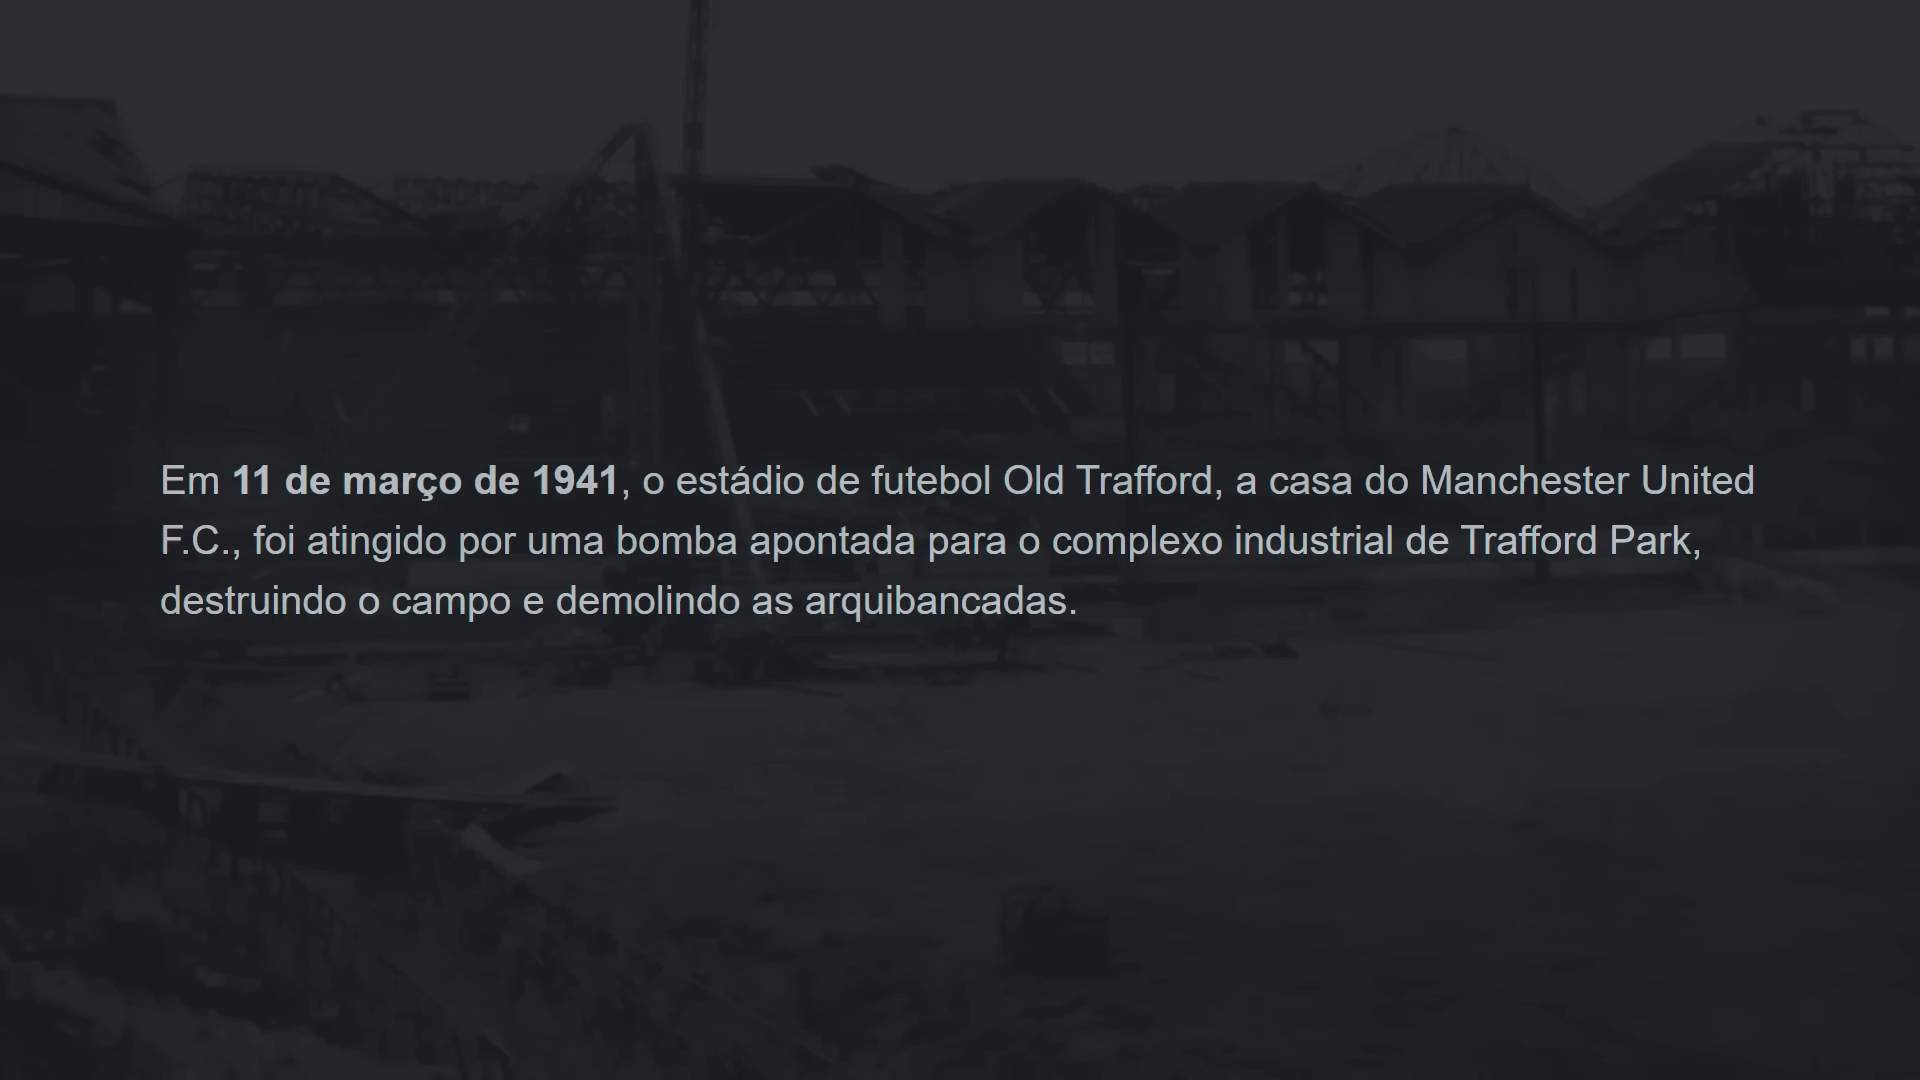 Em 11 de março de 1941, o estádio de futebol Old Trafford, a casa do Manchester United
F.C., foi atingido por uma bomba apontada para o complexo industrial de Trafford Park,
destruindo o campo e demolindo as arquibancadas.